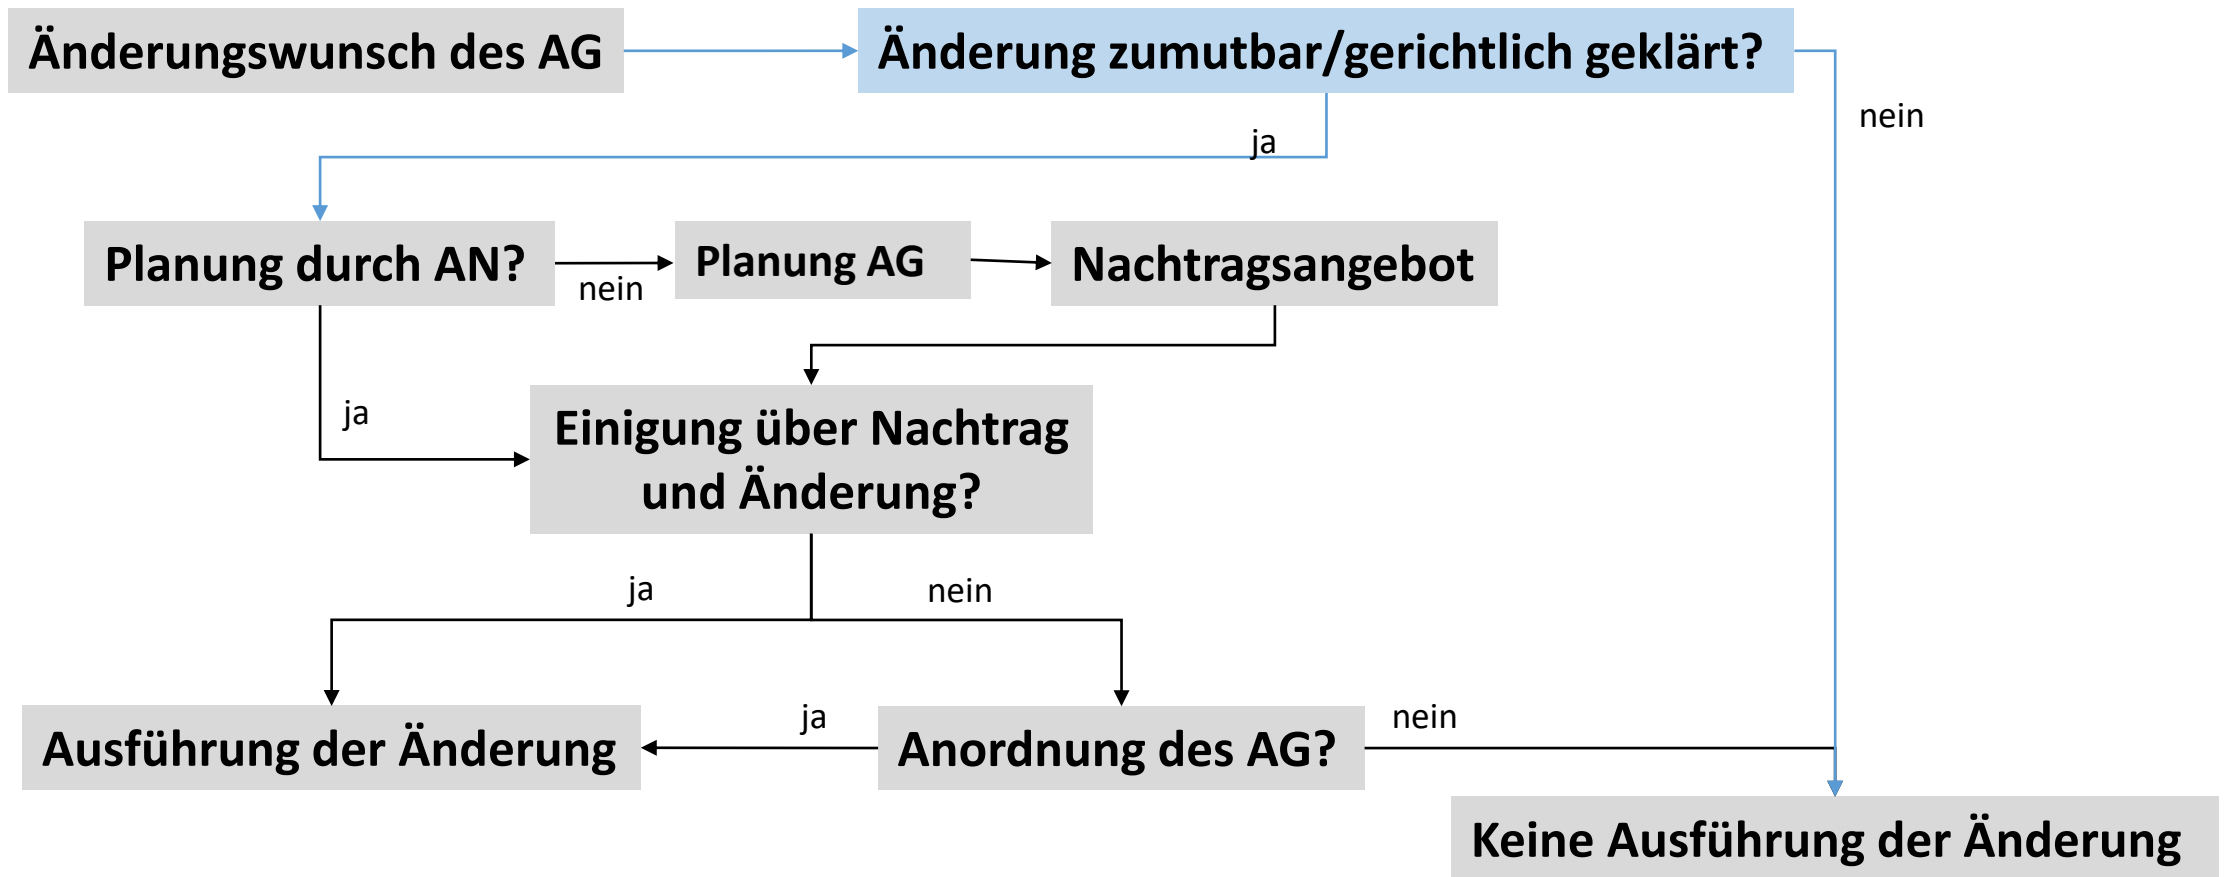 Änderungswunsch des AG
Änderung zumutbar/gerichtlich geklärt?
nein
ja
Planung durch AN?
nein
Planung AG
Nachtragsangebot
ja
Einigung über Nachtrag
und Änderung?
ja
nein
Ausführung der Änderung
ja
Anordnung des AG?
nein
Keine Ausführung der Änderung